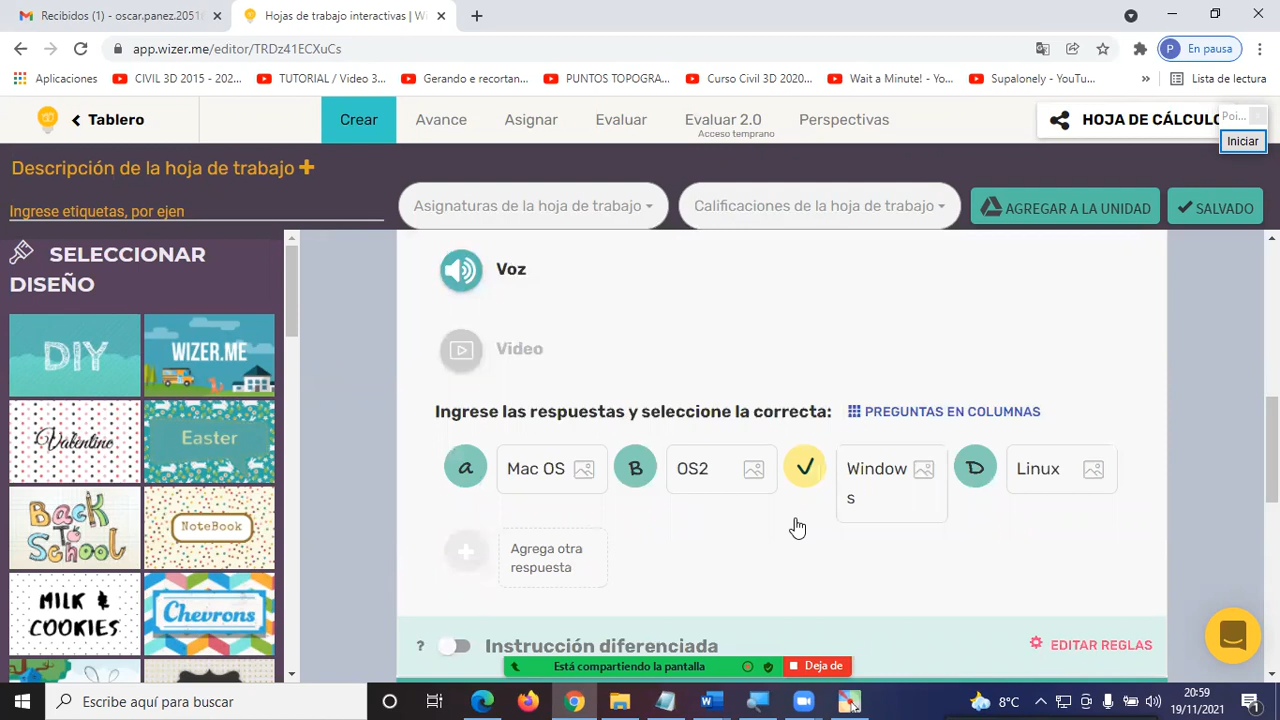 Recibidos (1) - oscar.panez.2051
Hojas de trabajo interactivas | Wi
app.wizer.me/editor/TRDz41ECXuCs
P En pausa
Aplicaciones
CIVIL 3D 2015 - 202...
TUTORIAL / Video 3...
Gerando e recortan...
PUNTOS TOPOGRA...
Curso Civil 3D 2020...
Wait a Minute! - Yo...
Supalonely - YouTu...
Lista de lectura
Tablero
Crear
Avance
Asignar
Evaluar
Evaluar 2.0
Acceso temprano
Perspectivas
HOJA DE CÁLCULO
Poi...
Iniciar
Descripción de la hoja de trabajo
Ingrese etiquetas, por ejen
Asignaturas de la hoja de trabajo
Calificaciones de la hoja de trabajo
AGREGAR A LA UNIDAD
SALVADO
SELECCIONAR
DISEÑO
DIY
WIZER.ME
Valentine
Easter
BACK
To
SCHOOL
NoteBook
MILK &
COOKIES
Chevrons
Voz
Video
Ingrese las respuestas y seleccione la correcta:
PREGUNTAS EN COLUMNAS
a
Mac OS
B
OS2
Window
s
D
Linux
Agrega otra
respuesta
? Instrucción diferenciada
EDITAR REGLAS
Está compartiendo la pantalla
Deja de
Escribe aquí para buscar
8°C
20:59
19/11/2021
1